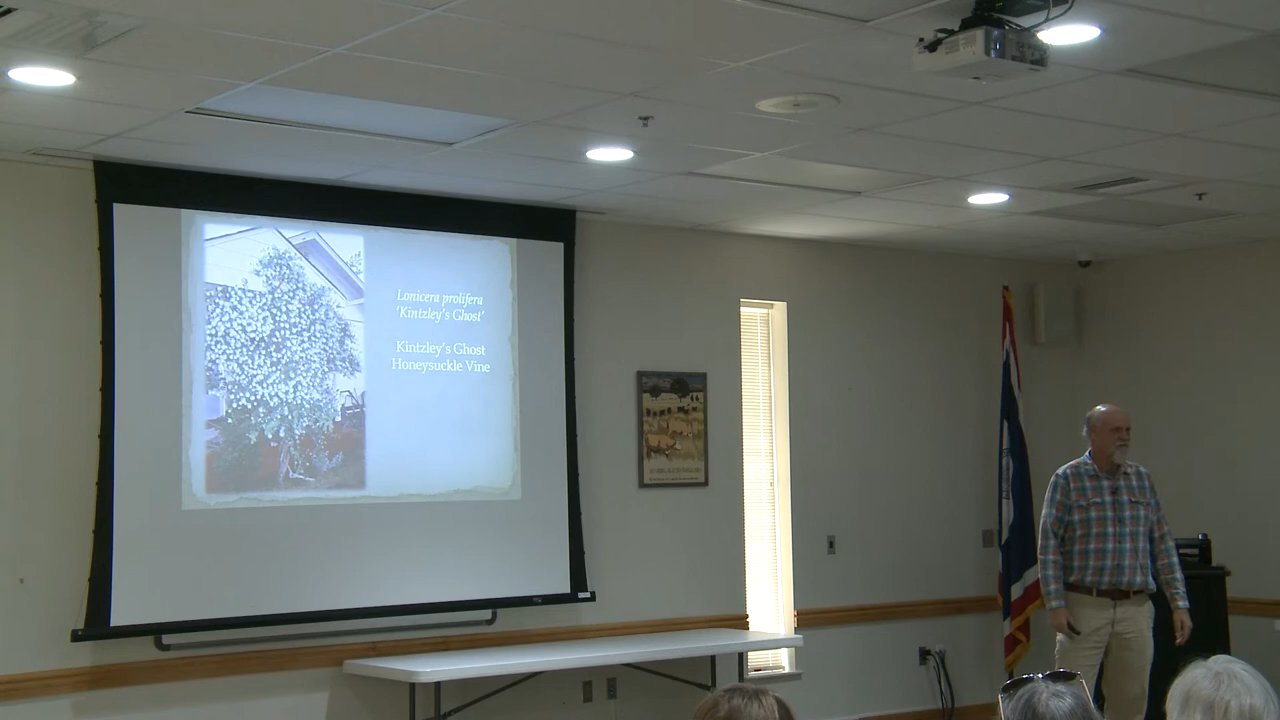 Lonicera prolifera
‘Kintzley’s Ghost’
Kintzley’s Ghost
Honeysuckle Vine